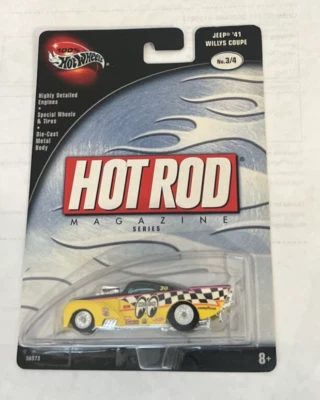 100%
Hot Wheels
JEEP® '41
WILLYS COUPE
No.3/4
Highly Detailed
Engines
•
Special Wheels
& Tires
•
Die-Cast
Metal
Body
HOT ROD®
MAGAZINE
SERIES
8+